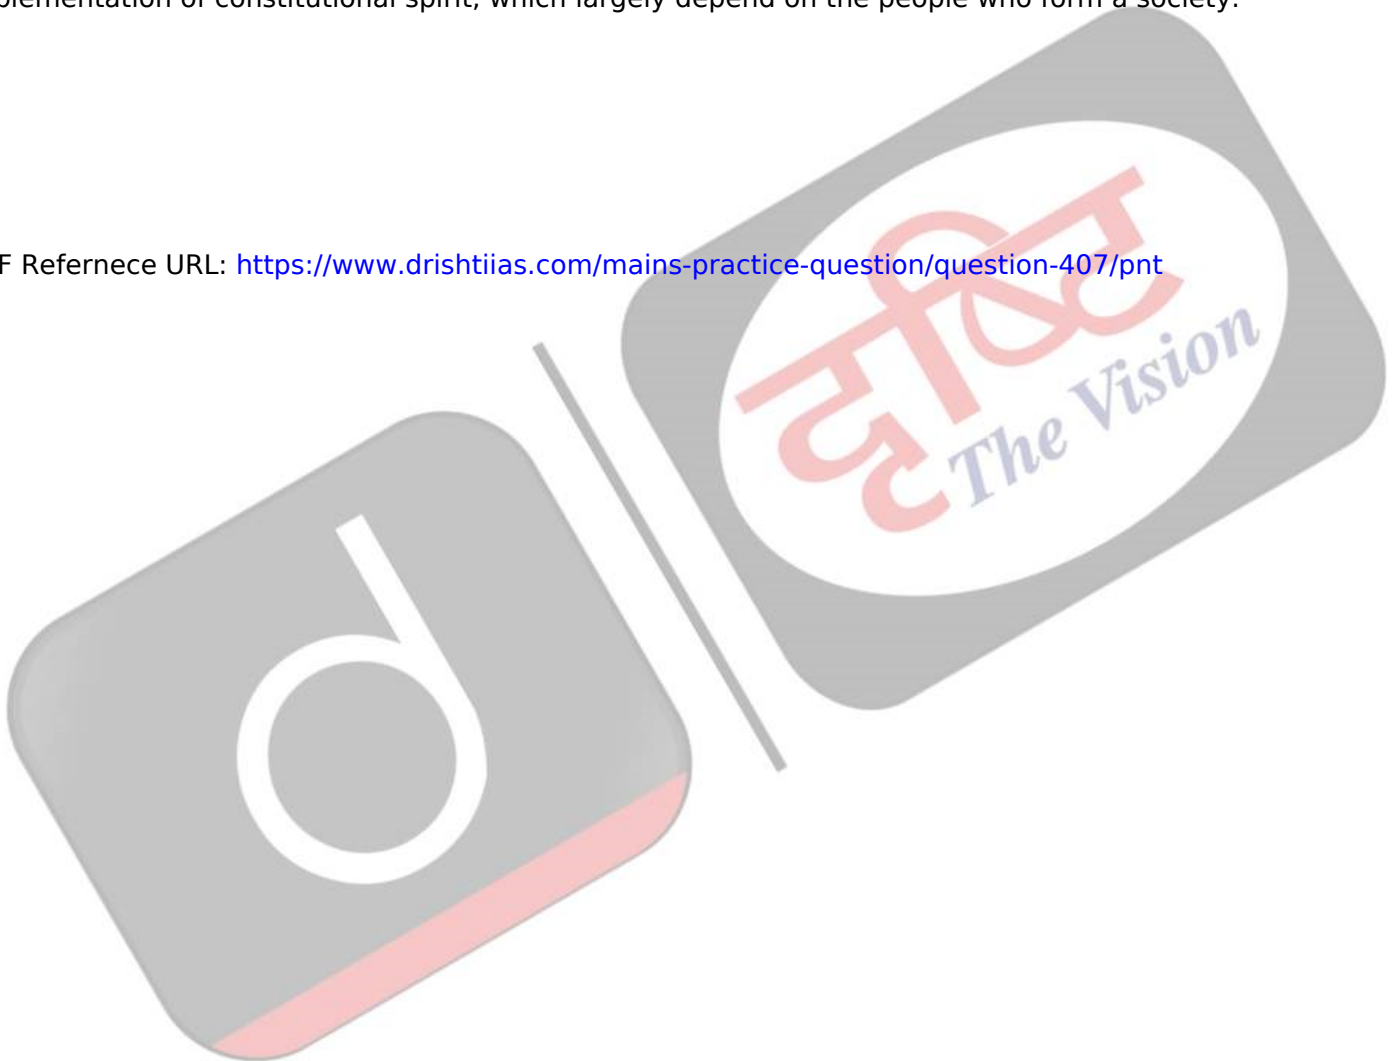 plementation of constitutional spirit, which largely depend on the people who form a society.
F Refernece URL: https://www.drishtiias.com/mains-practice-question/question-407/pnt
दृष्टि
The Vision
d